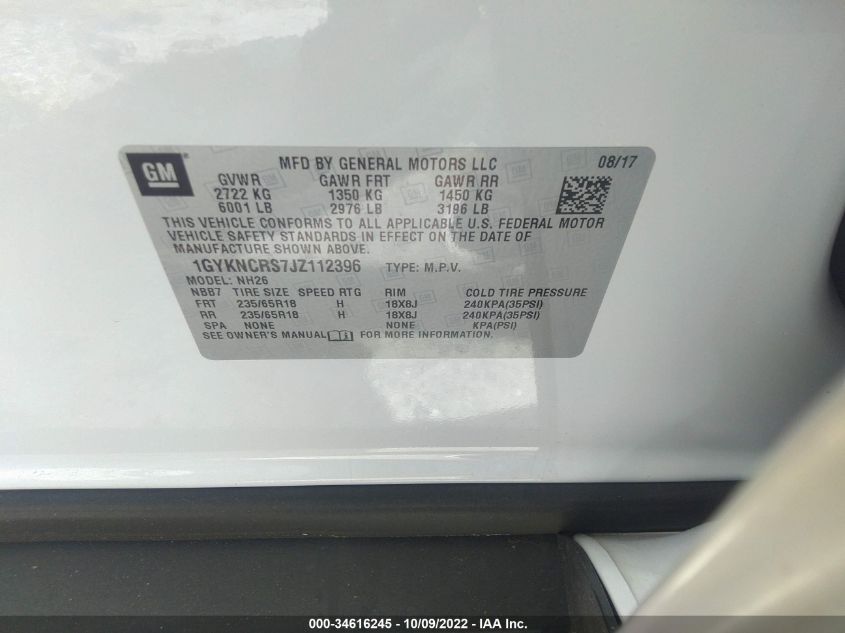 GM
MFD BY GENERAL MOTORS LLC 08/17
GVWR GAWR FRT GAWR RR
2722 KG 1350 KG 1450 KG
6001 LB 2976 LB 3196 LB
THIS VEHICLE CONFORMS TO ALL APPLICABLE U.S. FEDERAL MOTOR
VEHICLE SAFETY STANDARDS IN EFFECT ON THE DATE OF
MANUFACTURE SHOWN ABOVE.
1GYKNCRS7JZ112396 TYPE: M.P.V.
MODEL: NH26
NBB7 TIRE SIZE SPEED RTG RIM COLD TIRE PRESSURE
FRT 235/65R18 H 18X8J 240KPA(35PSI)
RR 235/65R18 H 18X8J 240KPA(35PSI)
SPA NONE NONE KPA(PSI)
SEE OWNER'S MANUAL FOR MORE INFORMATION.
000-34616245 - 10/09/2022 - IAA Inc.